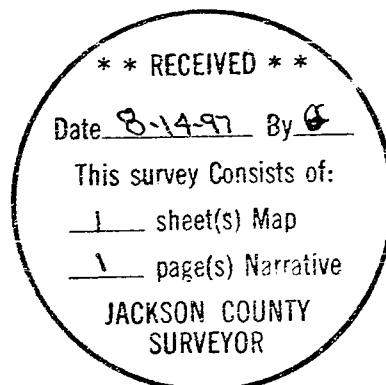 * * RECEIVED * *
Date 8-14-97 By
This survey Consists of:
1 sheet(s) Map
1 page(s) Narrative
JACKSON COUNTY
SURVEYOR